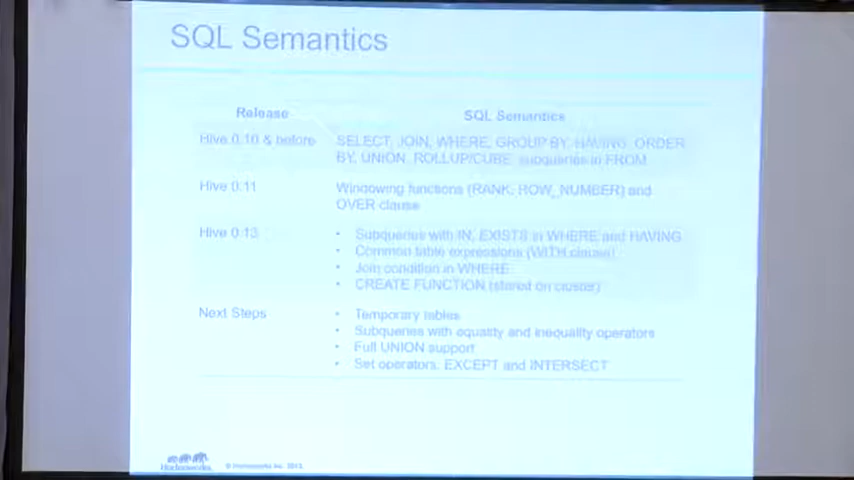 SQL Semantics
Release
SQL Semantics
Hive 0.10 & before
SELECT, JOIN, WHERE, GROUP BY, HAVING, ORDER
BY, UNION, ROLLUP/CUBE, subqueries in FROM
Hive 0.11
Windowing functions (RANK, ROW_NUMBER) and
OVER clause
Hive 0.13
• Subqueries with IN, EXISTS in WHERE and HAVING
• Common table expressions (WITH clause)
• Join condition in WHERE
• CREATE FUNCTION (stored on cluster)
Next Steps
• Temporary tables
• Subqueries with equality and inequality operators
• Full UNION support
• Set operators, EXCEPT and INTERSECT
Hortonworks
© Hortonworks Inc. 2013